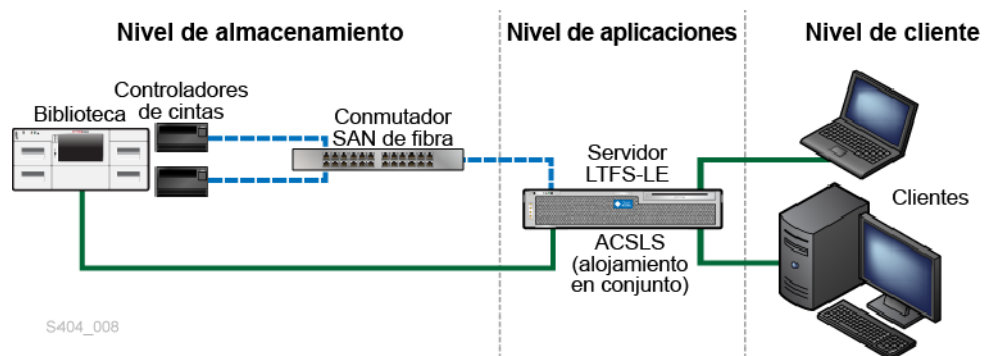 Nivel de almacenamiento
Nivel de aplicaciones
Nivel de cliente
Biblioteca
Controladores
de cintas
Conmutador
SAN de fibra
Servidor
LTFS-LE
ACSLS
(alojamiento
en conjunto)
Clientes
S404_008